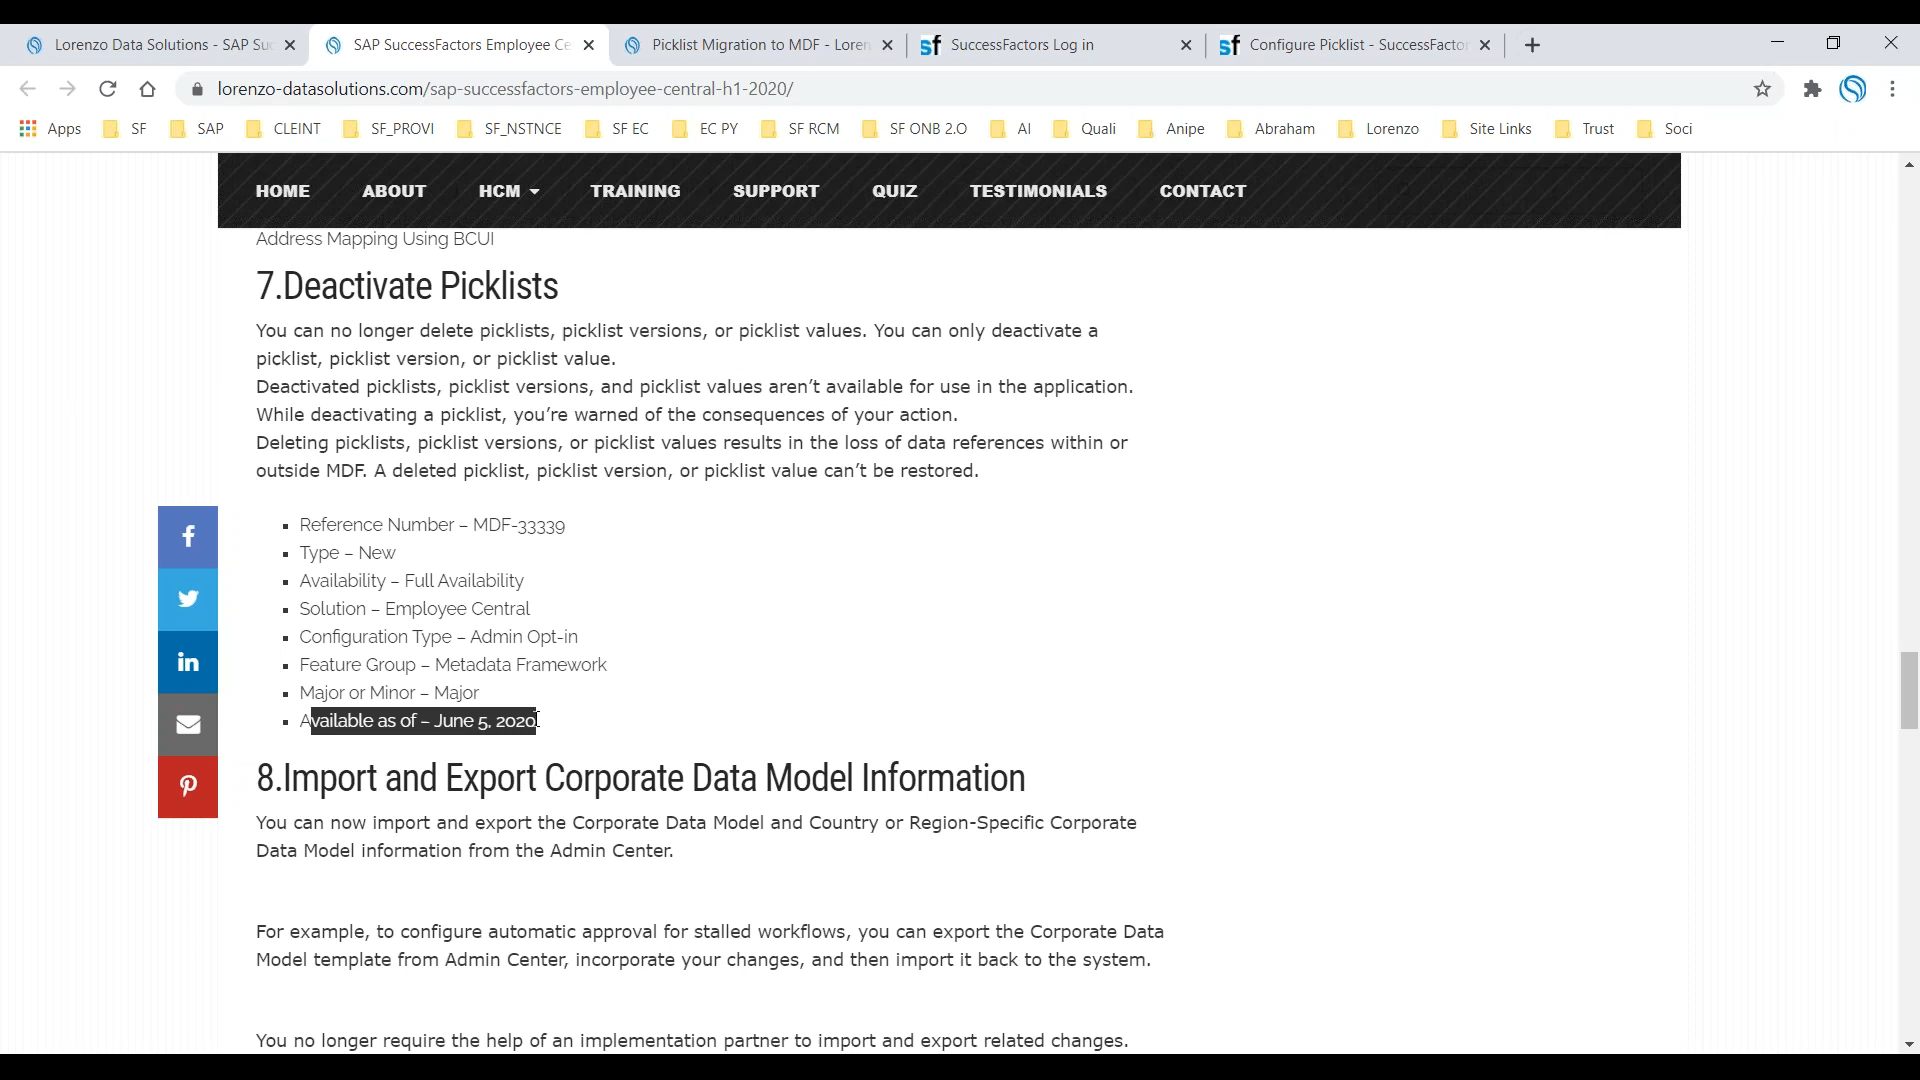 Lorenzo Data Solutions - SAP Suc
SAP SuccessFactors Employee Ce
Picklist Migration to MDF - Loren
SuccessFactors Log in
Configure Picklist - SuccessFactor
lorenzo-datasolutions.com/sap-successfactors-employee-central-h1-2020/
Apps SF SAP CLEINT SF_PROVI SF_NSTNCE SF EC EC PY SF RCM SF ONB 2.O AI Quali Anipe Abraham Lorenzo Site Links Trust Soci
HOME ABOUT HCM TRAINING SUPPORT QUIZ TESTIMONIALS CONTACT
Address Mapping Using BCUI
7.Deactivate Picklists
You can no longer delete picklists, picklist versions, or picklist values. You can only deactivate a
picklist, picklist version, or picklist value.
Deactivated picklists, picklist versions, and picklist values aren’t available for use in the application.
While deactivating a picklist, you’re warned of the consequences of your action.
Deleting picklists, picklist versions, or picklist values results in the loss of data references within or
outside MDF. A deleted picklist, picklist version, or picklist value can’t be restored.
Reference Number – MDF-33339
Type – New
Availability – Full Availability
Solution – Employee Central
Configuration Type – Admin Opt-in
Feature Group – Metadata Framework
Major or Minor – Major
Available as of – June 5, 2020
8.Import and Export Corporate Data Model Information
You can now import and export the Corporate Data Model and Country or Region-Specific Corporate
Data Model information from the Admin Center.
For example, to configure automatic approval for stalled workflows, you can export the Corporate Data
Model template from Admin Center, incorporate your changes, and then import it back to the system.
You no longer require the help of an implementation partner to import and export related changes.